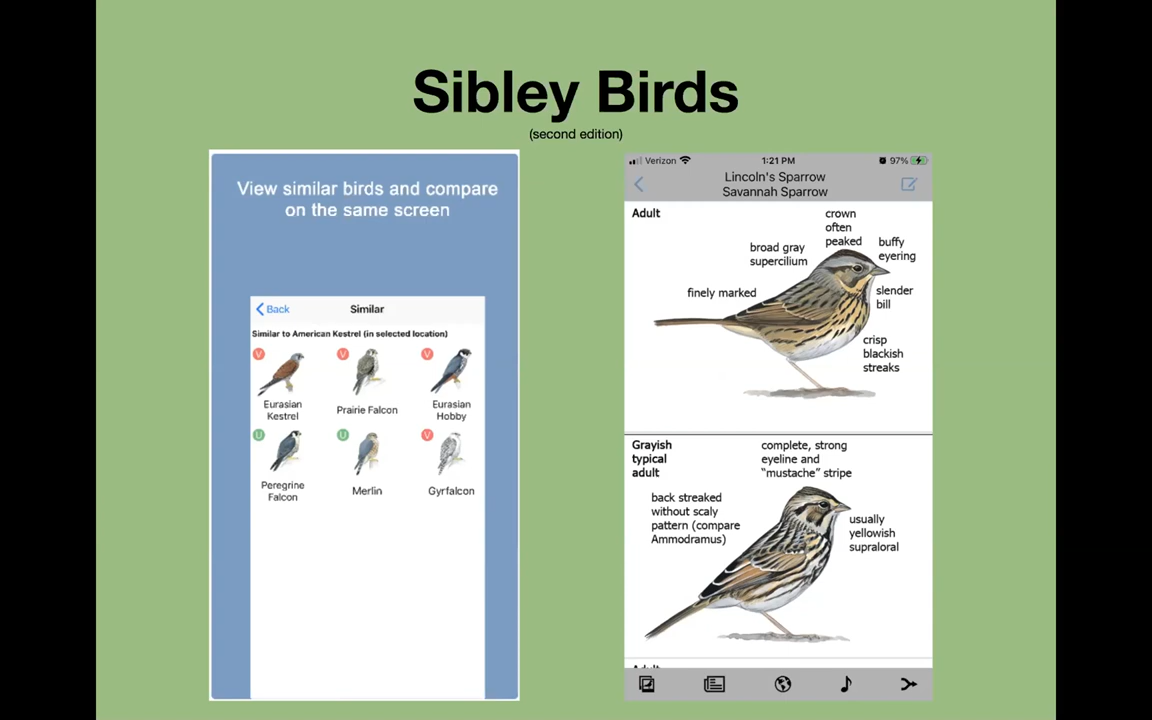 Sibley Birds
(second edition)
View similar birds and compare
on the same screen
Back
Similar
Similar to American Kestrel (in selected location)
V
V
V
Eurasian
Kestrel
Prairie Falcon
Eurasian
Hobby
U
U
V
Peregrine
Falcon
Merlin
Gyrfalcon
Verizon
1:21 PM
97%
Lincoln's Sparrow
Savannah Sparrow
Adult
crown
often
peaked
buffy
eyering
broad gray
supercilium
finely marked
slender
bill
crisp
blackish
streaks
Grayish
typical
adult
complete, strong
eyeline and
“mustache” stripe
back streaked
without scaly
pattern (compare
Ammodramus)
usually
yellowish
supraloral